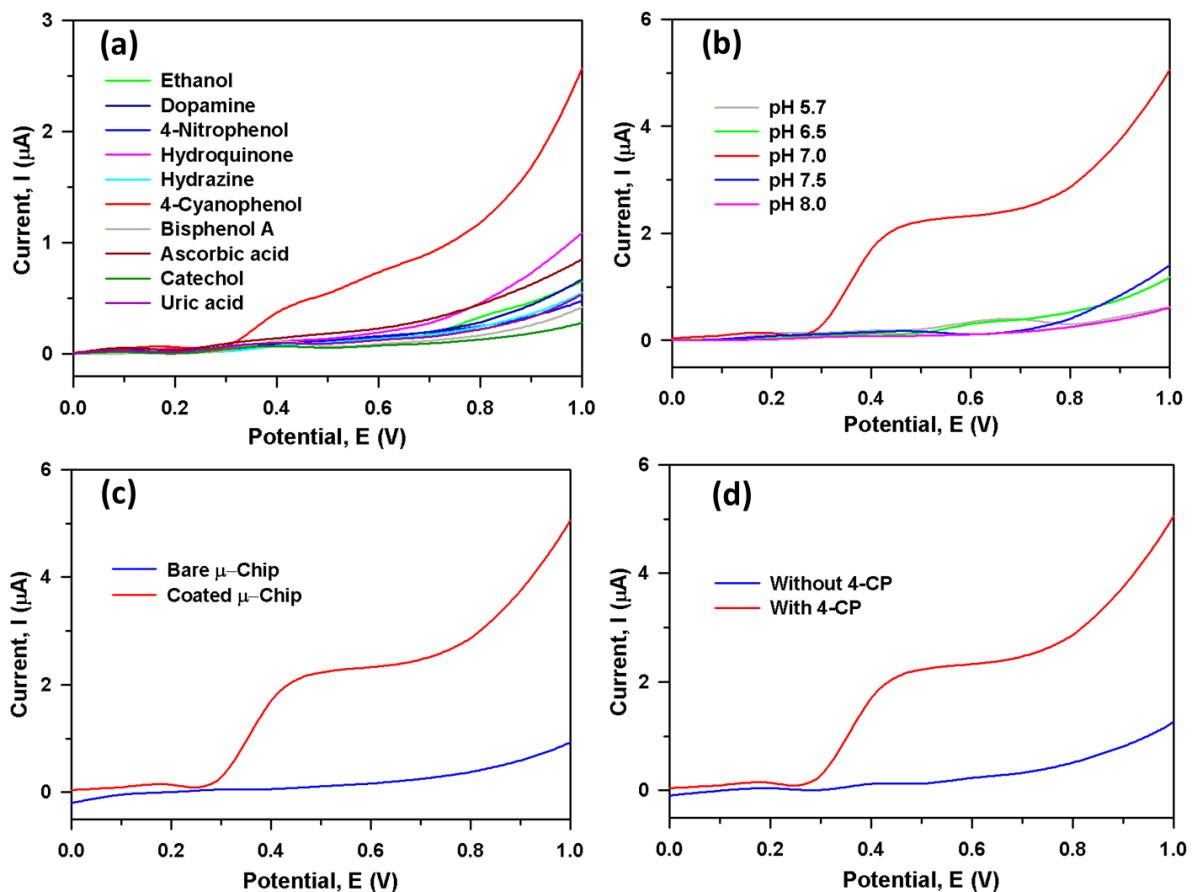 (a)
Ethanol
Dopamine
4-Nitrophenol
Hydroquinone
Hydrazine
4-Cyanophenol
Bisphenol A
Ascorbic acid
Catechol
Uric acid
3
2
1
0
Current, I (μA)
0.0 0.2 0.4 0.6 0.8 1.0
Potential, E (V)
(b)
pH 5.7
pH 6.5
pH 7.0
pH 7.5
pH 8.0
6
4
2
0
Current, I (μA)
0.0 0.2 0.4 0.6 0.8 1.0
Potential, E (V)
(c)
Bare μ–Chip
Coated μ–Chip
6
4
2
0
Current, I (μA)
0.0 0.2 0.4 0.6 0.8 1.0
Potential, E (V)
(d)
Without 4-CP
With 4-CP
6
4
2
0
Current, I (μA)
0.0 0.2 0.4 0.6 0.8 1.0
Potential, E (V)